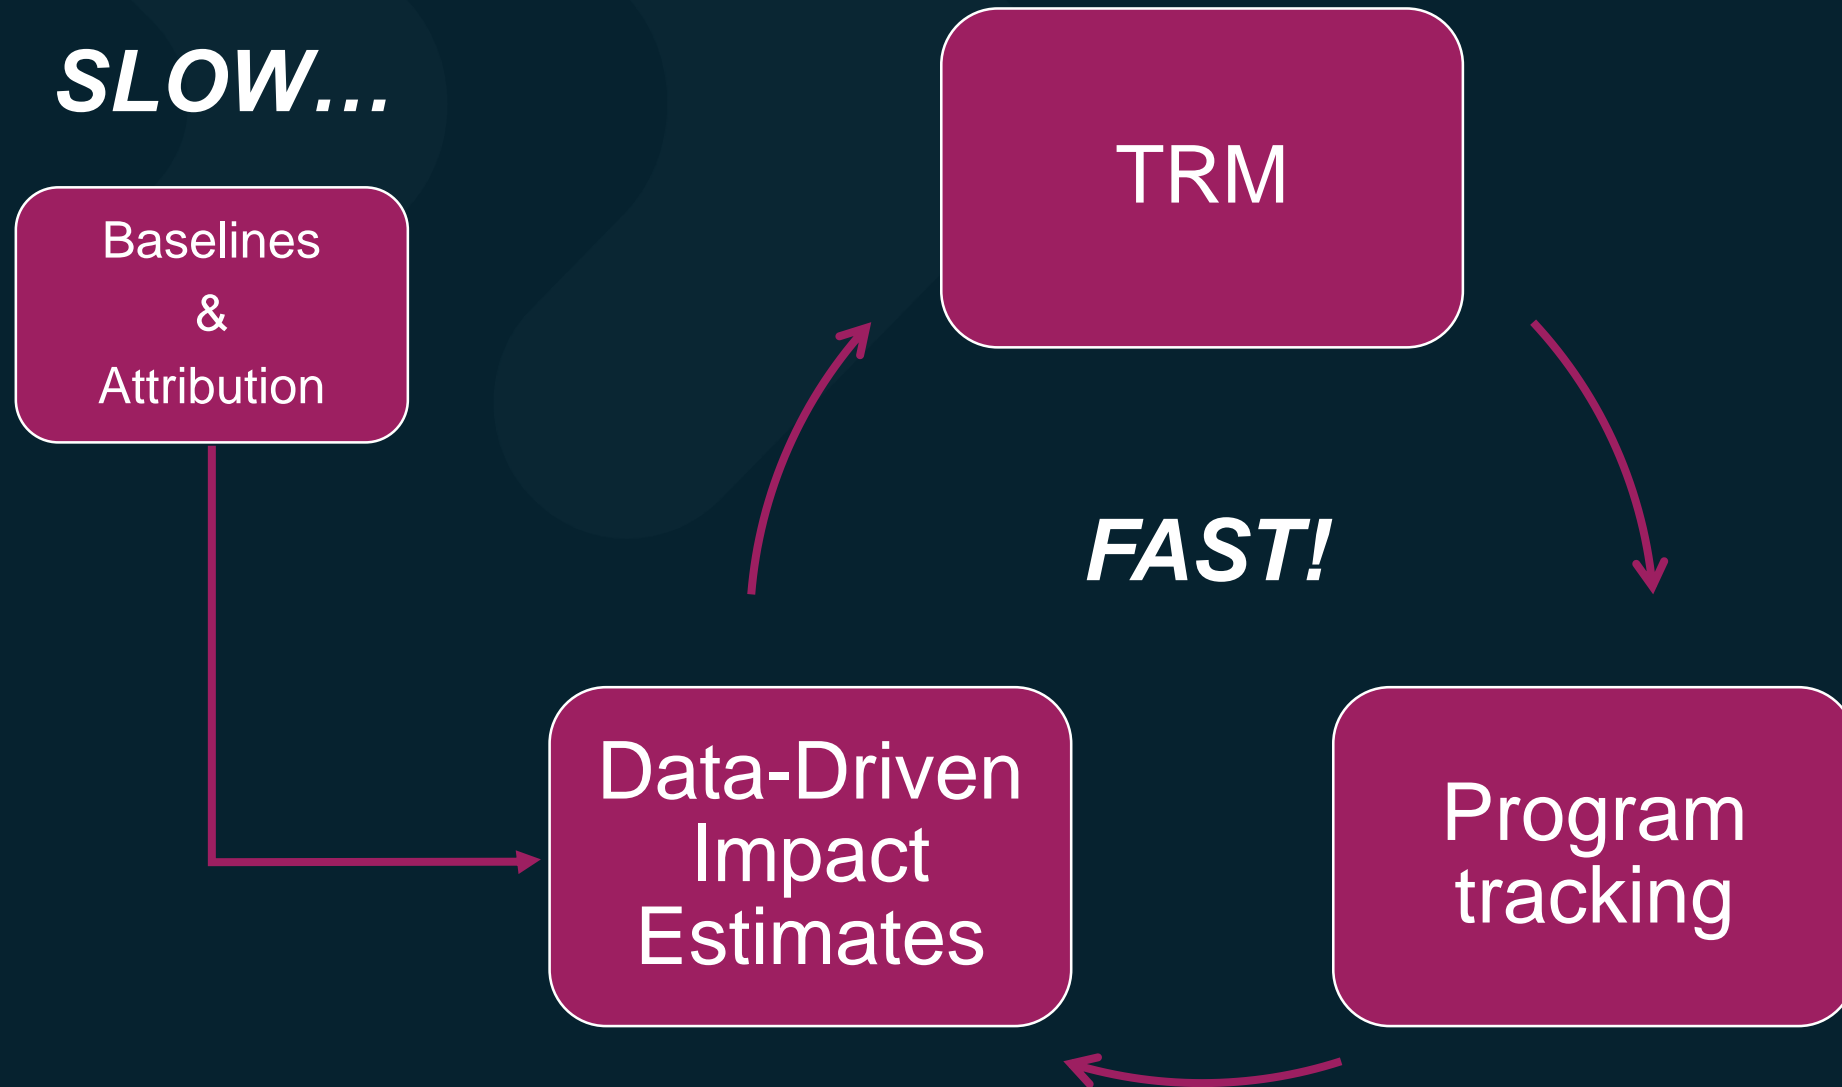 SLOW...
Baselines
&
Attribution
TRM
FAST!
Data-Driven
Impact
Estimates
Program
tracking